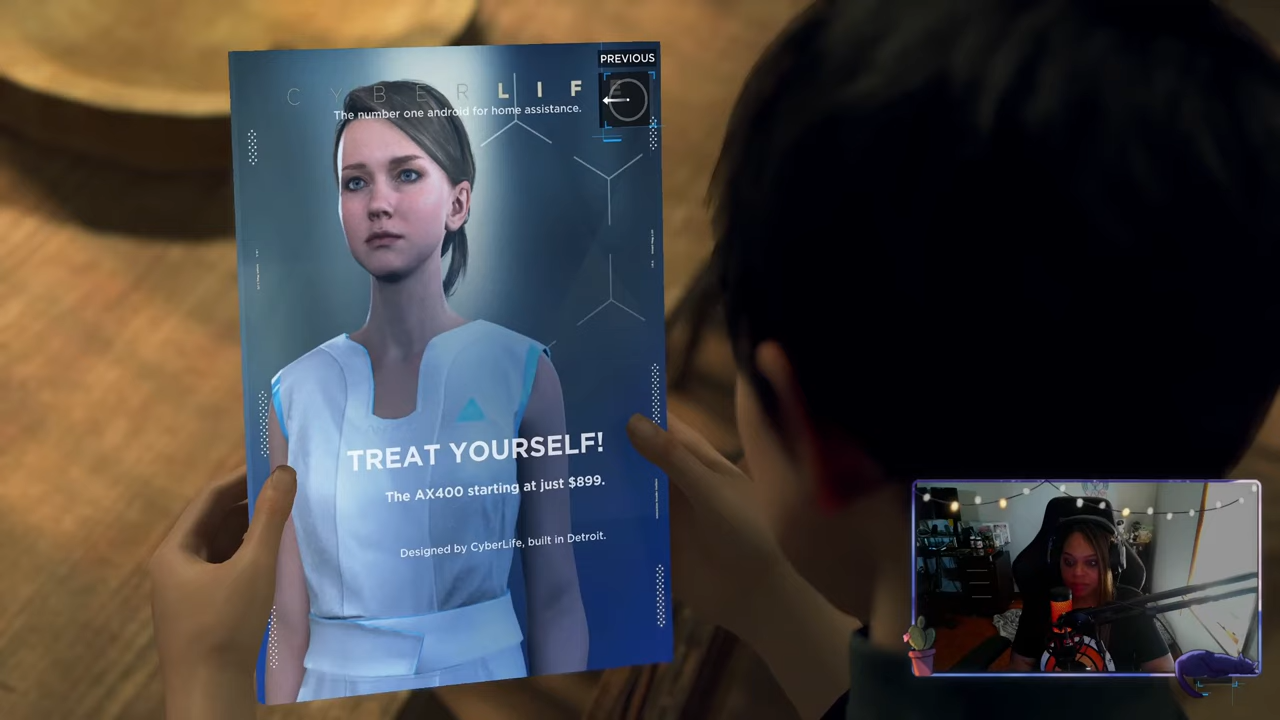 PREVIOUS
CYBERLIFE
The number one android for home assistance.
TREAT YOURSELF!
The AX400 starting at just $899.
Designed by CyberLife, built in Detroit.